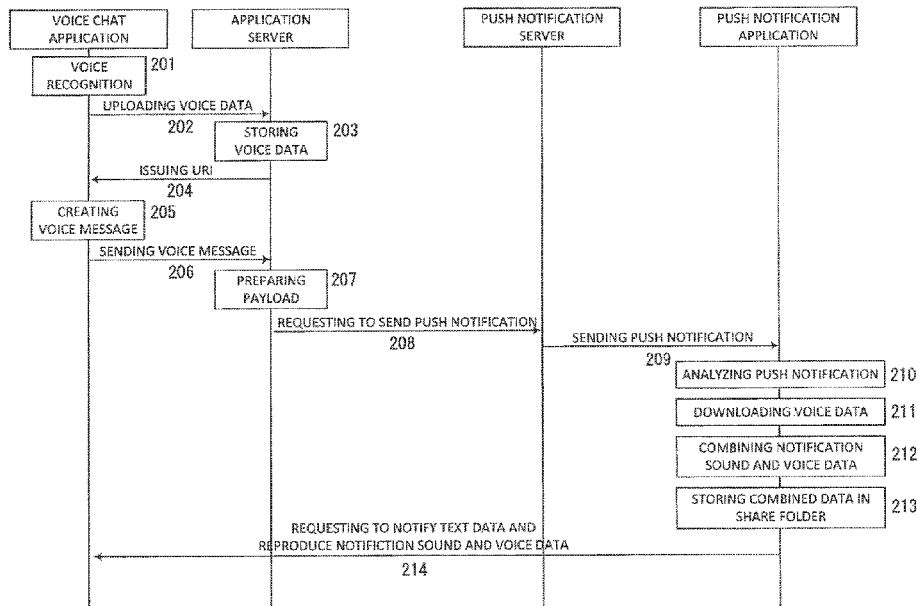 VOICE CHAT
APPLICATION
APPLICATION
SERVER
PUSH NOTIFICATION
SERVER
PUSH NOTIFICATION
APPLICATION
VOICE
RECOGNITION
201
UPLOADING VOICE DATA
202
STORING
VOICE DATA
203
ISSUING URI
204
CREATING
VOICE MESSAGE
205
SENDING VOICE MESSAGE
206
PREPARING
PAYLOAD
207
REQUESTING TO SEND PUSH NOTIFICATION
208
SENDING PUSH NOTIFICATION
209
ANALYZING PUSH NOTIFICATION
210
DOWNLOADING VOICE DATA
211
COMBINING NOTIFICATION
SOUND AND VOICE DATA
212
STORING COMBINED DATA IN
SHARE FOLDER
213
REQUESTING TO NOTIFY TEXT DATA AND
REPRODUCE NOTIFICTION SOUND AND VOICE DATA
214